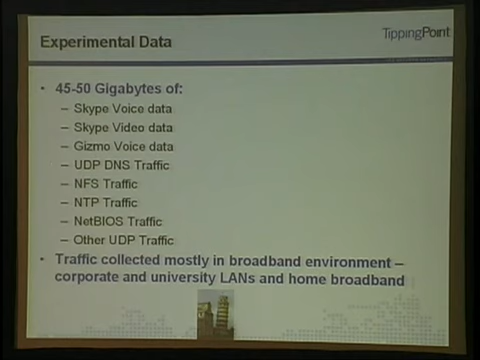 Experimental Data
TippingPoint
• 45-50 Gigabytes of:
– Skype Voice data
– Skype Video data
– Gizmo Voice data
– UDP DNS Traffic
– NFS Traffic
– NTP Traffic
– NetBIOS Traffic
– Other UDP Traffic
• Traffic collected mostly in broadband environment –
corporate and university LANs and home broadband